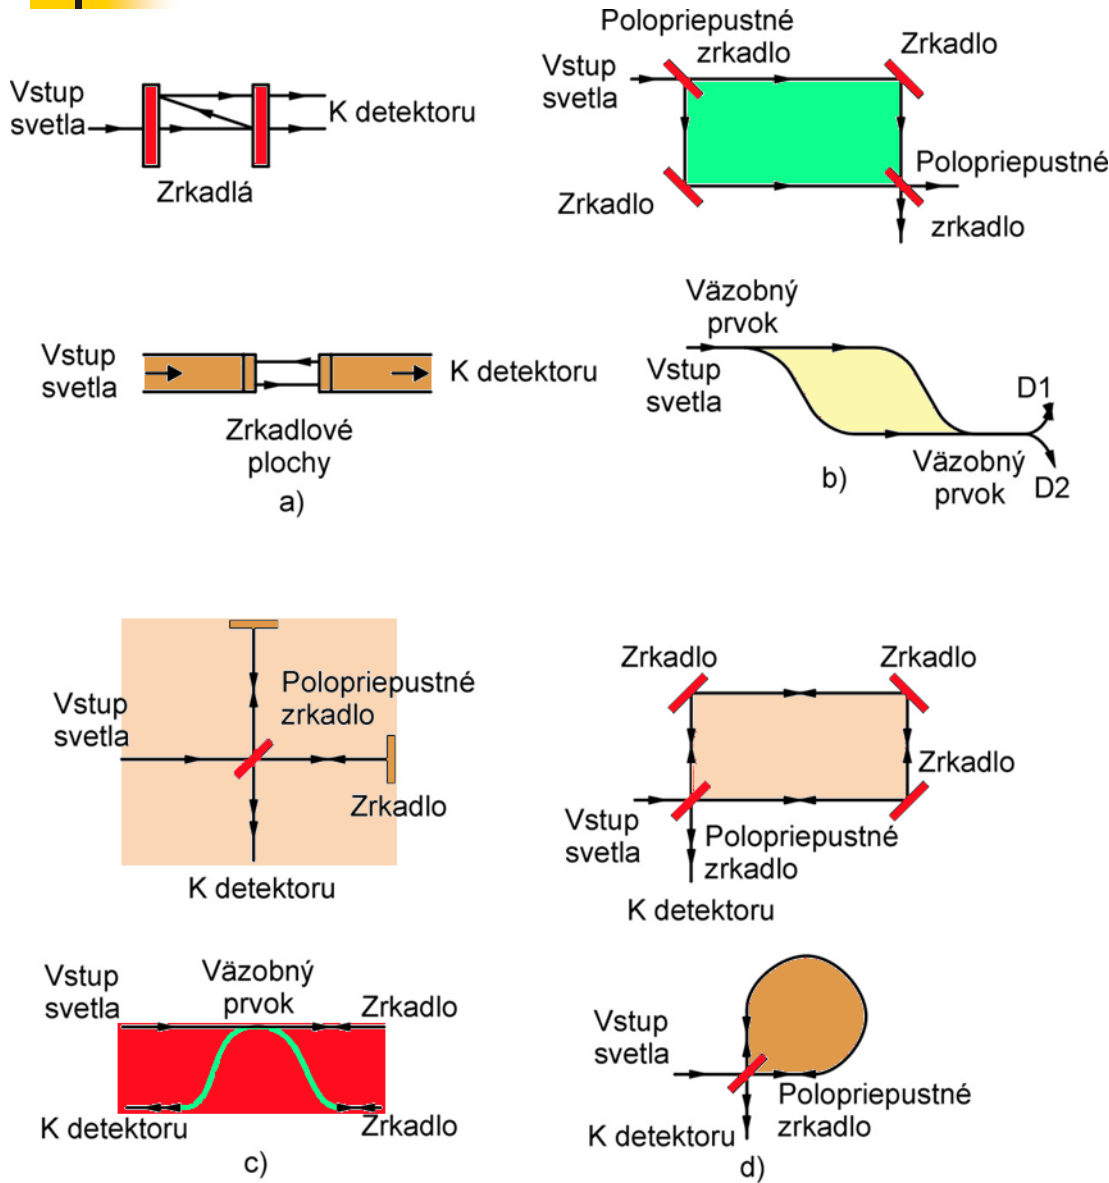 Vstup
svetla
K detektoru
Zrkadlá
Polopriepustné
zrkadlo
Zrkadlo
Vstup
svetla
Zrkadlo
Polopriepustné
zrkadlo
Vstup
svetla
K detektoru
Zrkadlové
plochy
a)
Väzobný
prvok
Vstup
svetla
D1
Väzobný
prvok
D2
b)
Vstup
svetla
Polopriepustné
zrkadlo
Zrkadlo
K detektoru
Vstup
svetla
Väzobný
prvok
Zrkadlo
K detektoru
Zrkadlo
c)
Zrkadlo
Zrkadlo
Zrkadlo
Vstup
svetla
Polopriepustné
zrkadlo
K detektoru
Vstup
svetla
Polopriepustné
zrkadlo
K detektoru
d)